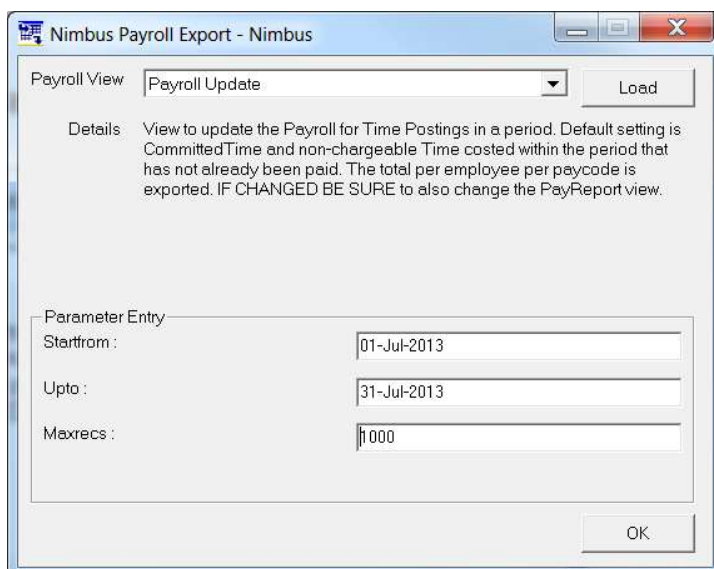 Nimbus Payroll Export - Nimbus
Payroll View Payroll Update Load
Details View to update the Payroll for Time Postings in a period. Default setting is
CommittedTime and non-chargeable Time costed within the period that
has not already been paid. The total per employee per paycode is
exported. IF CHANGED BE SURE to also change the PayReport view.
Parameter Entry
Startfrom : 01-Jul-2013
Upto : 31-Jul-2013
Maxrecs : 1000
OK